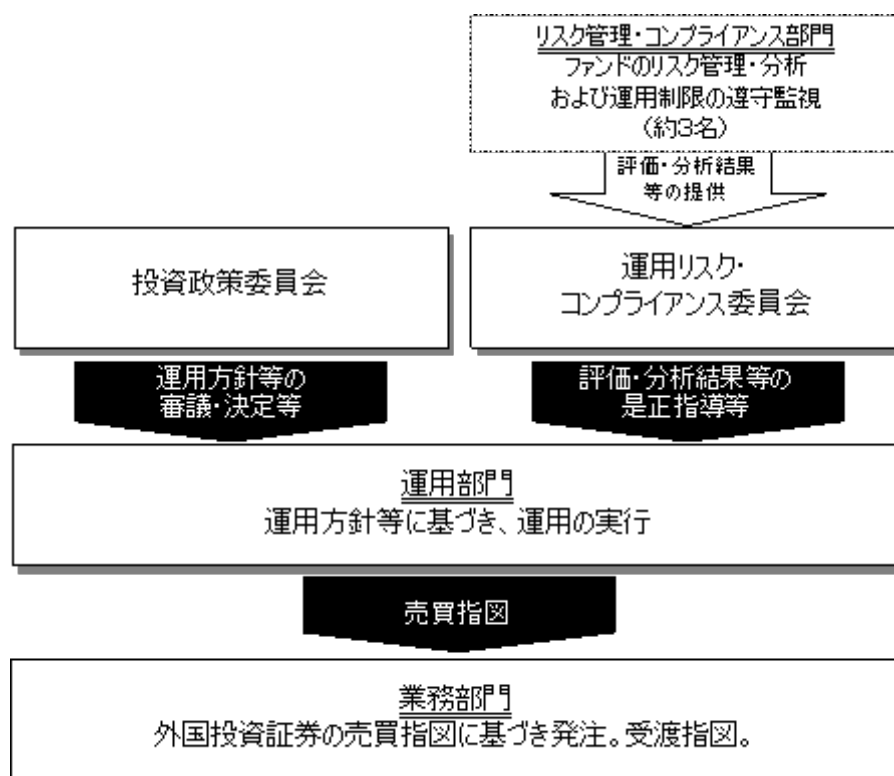 リスク管理・コンプライアンス部門
ファンドのリスク管理・分析
および運用制限の遵守監視
(約3名)
評価・分析結果
等の提供
投資政策委員会
運用リスク・
コンプライアンス委員会
運用方針等の
審議・決定等
評価・分析結果等の
是正指導等
運用部門
運用方針等に基づき、運用の実行
売買指図
業務部門
外国投資証券の売買指図に基づき発注。受渡指図。